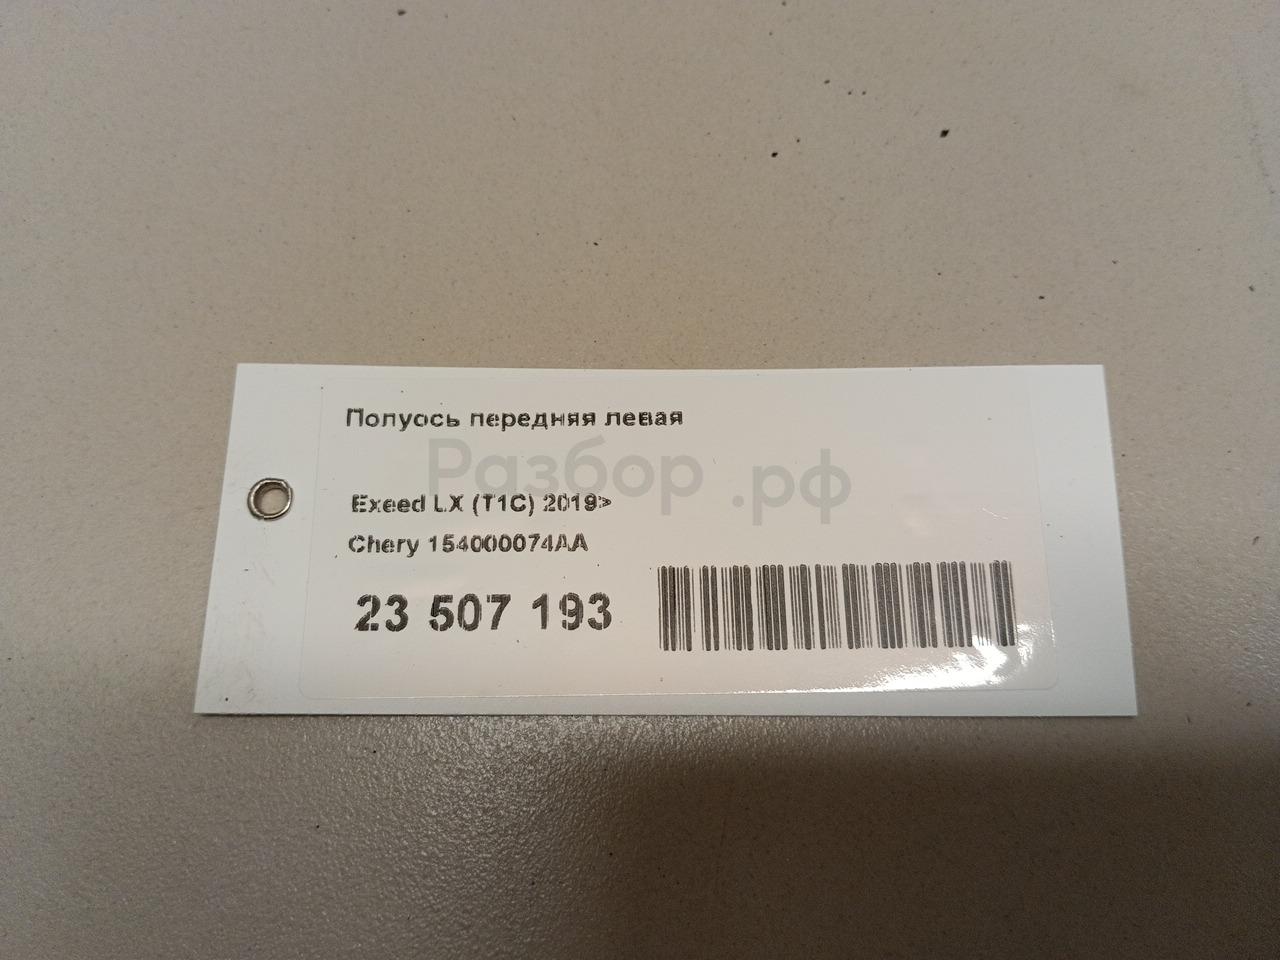 Полуось передняя левая
Разбор.рф
Exeed LX (T1C) 2019>
Chery 154000074AA
23 507 193